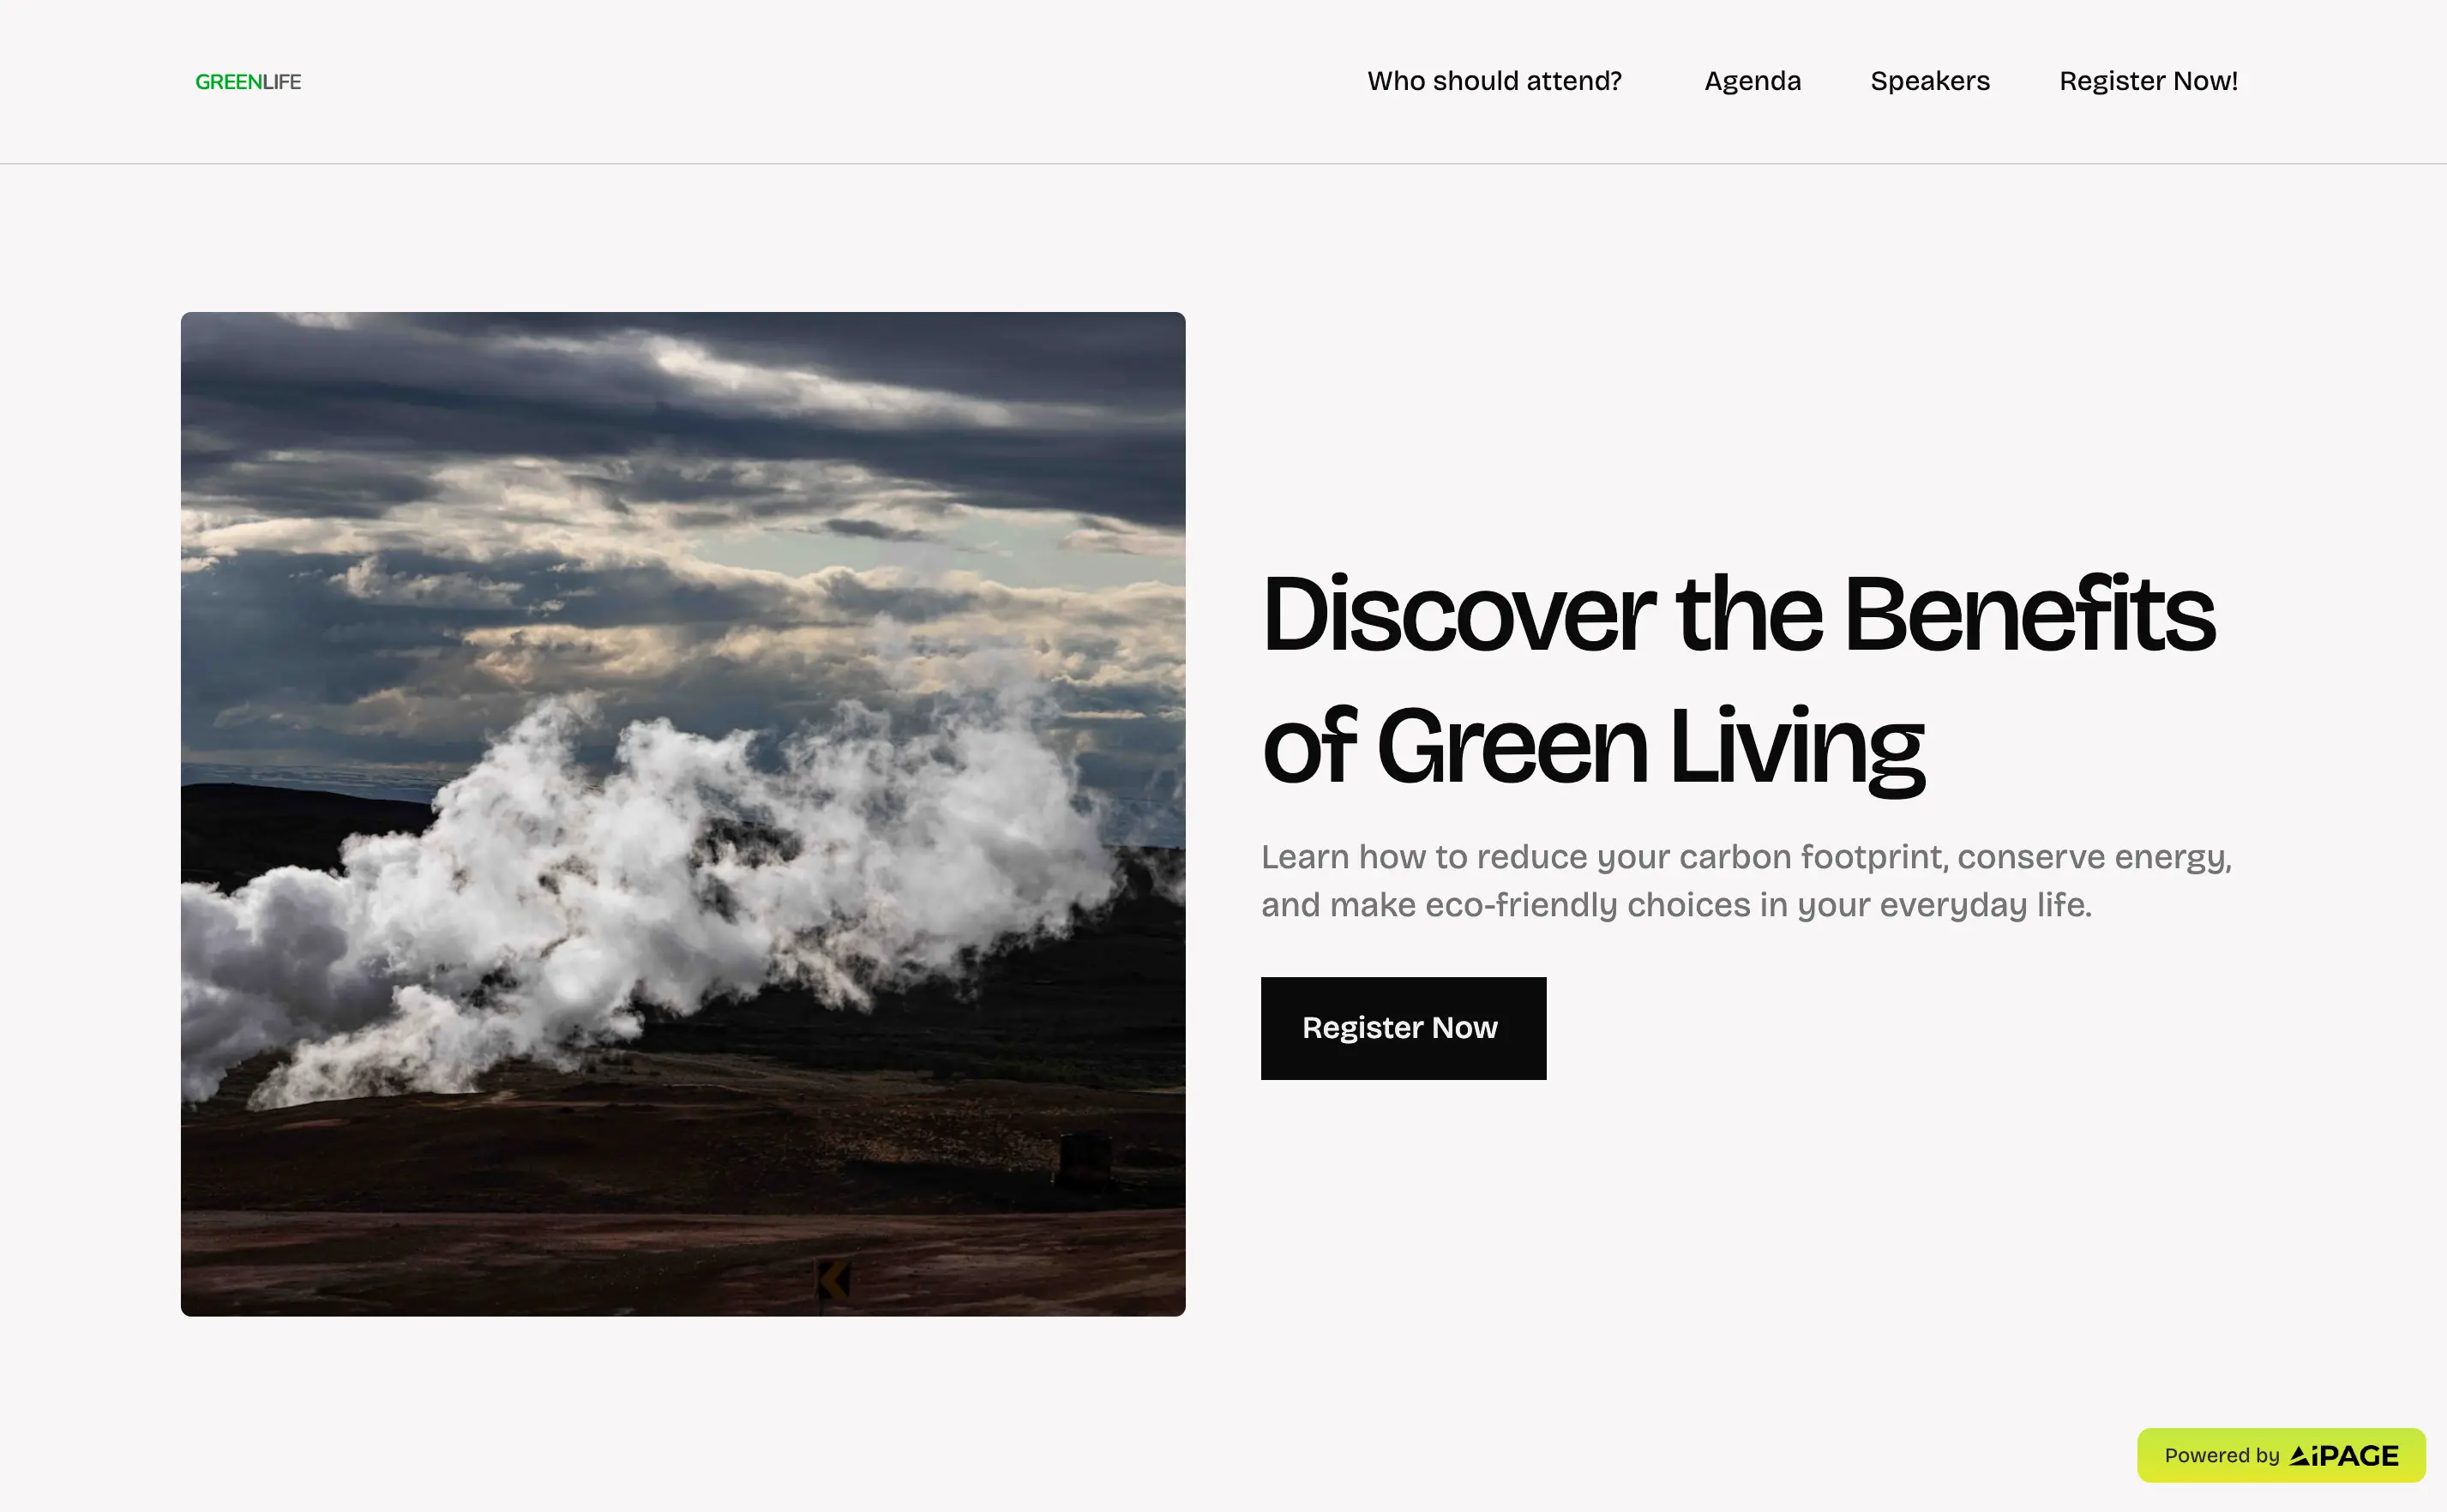 GREENLIFE
Who should attend?
Agenda
Speakers
Register Now!
Discover the Benefits
of Green Living
Learn how to reduce your carbon footprint, conserve energy,
and make eco-friendly choices in your everyday life.
Register Now
Powered by AiPAGE